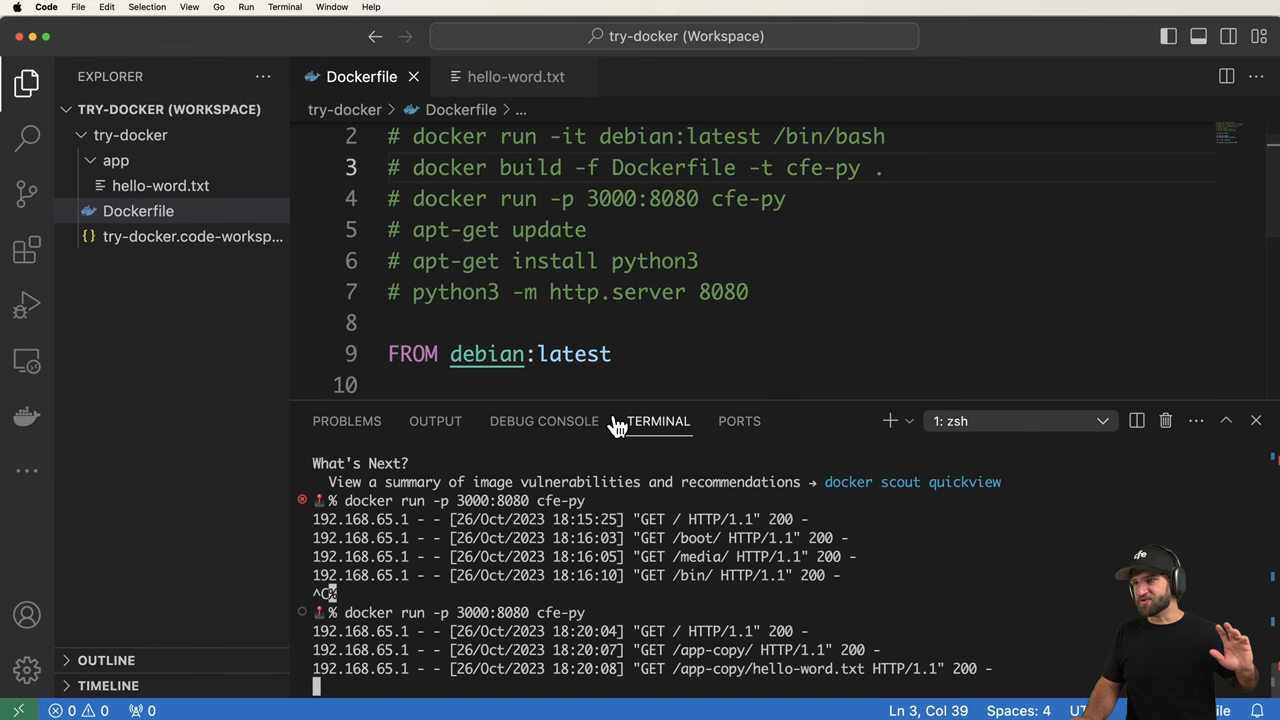 Code File Edit Selection View Go Run Terminal Window Help
try-docker (Workspace)
EXPLORER
Dockerfile
hello-word.txt
TRY-DOCKER (WORKSPACE)
try-docker
app
hello-word.txt
Dockerfile
try-docker.code-worksp...
try-docker > Dockerfile > ...
2 # docker run -it debian:latest /bin/bash
3 # docker build -f Dockerfile -t cfe-py .
4 # docker run -p 3000:8080 cfe-py
5 # apt-get update
6 # apt-get install python3
7 # python3 -m http.server 8080
8
9 FROM debian:latest
10
PROBLEMS OUTPUT DEBUG CONSOLE TERMINAL PORTS
1: zsh
What's Next?
View a summary of image vulnerabilities and recommendations → docker scout quickview
% docker run -p 3000:8080 cfe-py
192.168.65.1 - - [26/Oct/2023 18:15:25] "GET / HTTP/1.1" 200 -
192.168.65.1 - - [26/Oct/2023 18:16:03] "GET /boot/ HTTP/1.1" 200 -
192.168.65.1 - - [26/Oct/2023 18:16:05] "GET /media/ HTTP/1.1" 200 -
192.168.65.1 - - [26/Oct/2023 18:16:10] "GET /bin/ HTTP/1.1" 200 -
^C%
% docker run -p 3000:8080 cfe-py
192.168.65.1 - - [26/Oct/2023 18:20:04] "GET / HTTP/1.1" 200 -
192.168.65.1 - - [26/Oct/2023 18:20:07] "GET /app-copy/ HTTP/1.1" 200 -
192.168.65.1 - - [26/Oct/2023 18:20:08] "GET /app-copy/hello-word.txt HTTP/1.1" 200 -
OUTLINE
TIMELINE
cfe
0 0 0
Ln 3, Col 39 Spaces: 4